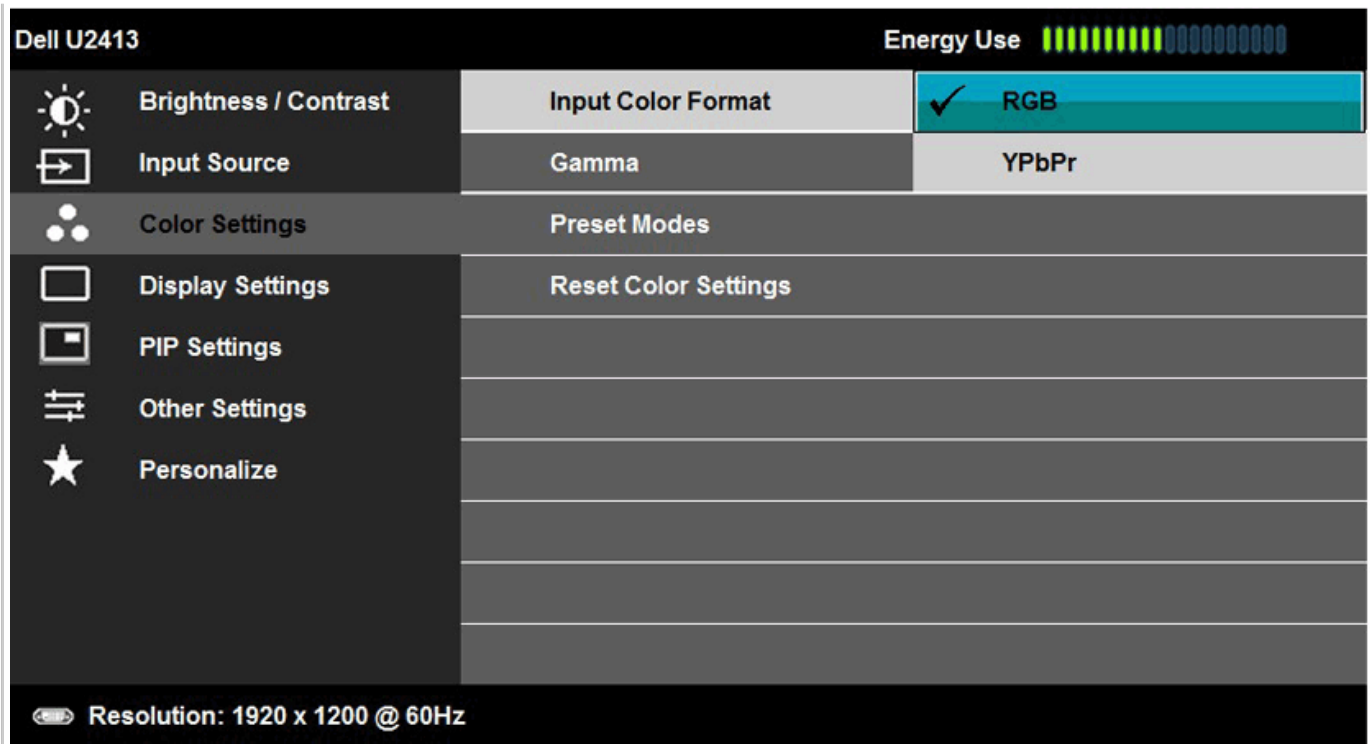 Dell U2413
Energy Use
Brightness / Contrast
Input Source
Color Settings
Display Settings
PIP Settings
Other Settings
Personalize
Input Color Format
Gamma
Preset Modes
Reset Color Settings
RGB
YPbPr
Resolution: 1920 x 1200 @ 60Hz